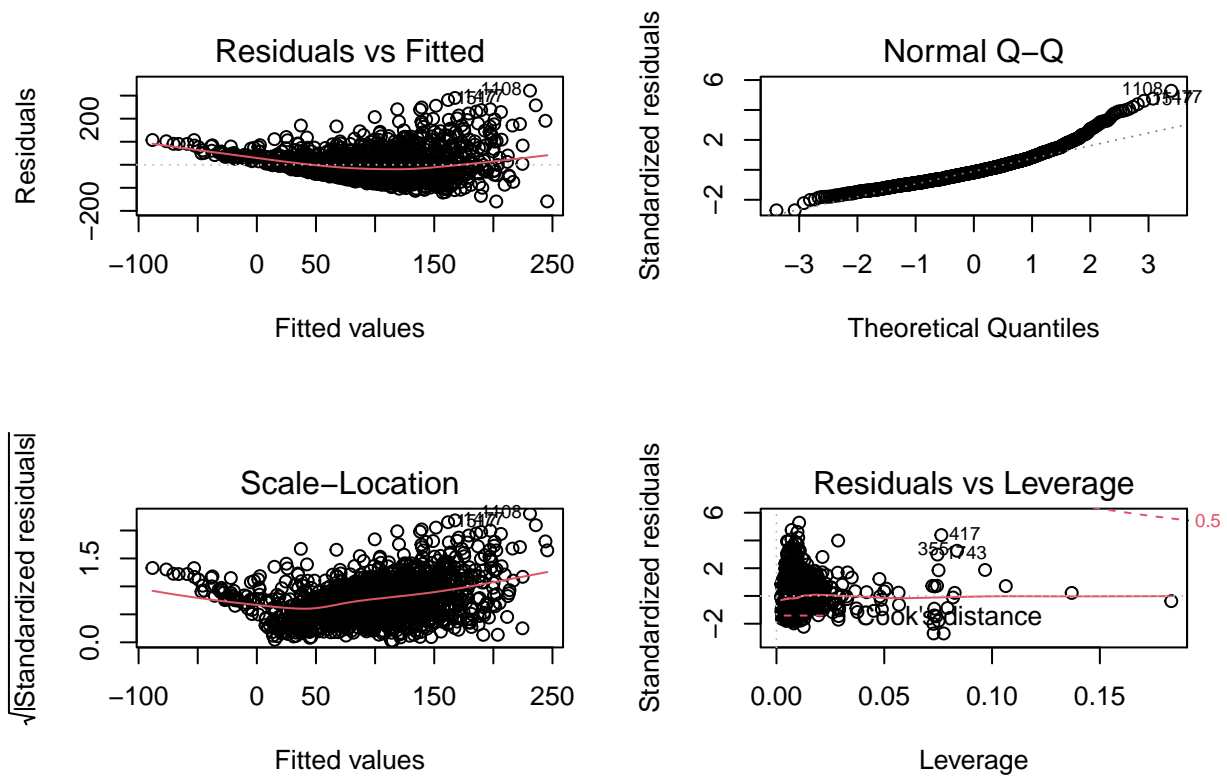 Residuals vs Fitted
Residuals
200
−200
1108
−100 0 50 150 250
Fitted values
Normal Q−Q
Standardized residuals
6
2
−2
1108
−3 −2 −1 0 1 2 3
Theoretical Quantiles
Scale−Location
√|Standardized residuals|
1.5
0.0
1108
−100 0 50 150 250
Fitted values
Residuals vs Leverage
Standardized residuals
6
2
−2
417
355
1743
0.5
Cook's distance
0.00 0.05 0.10 0.15
Leverage